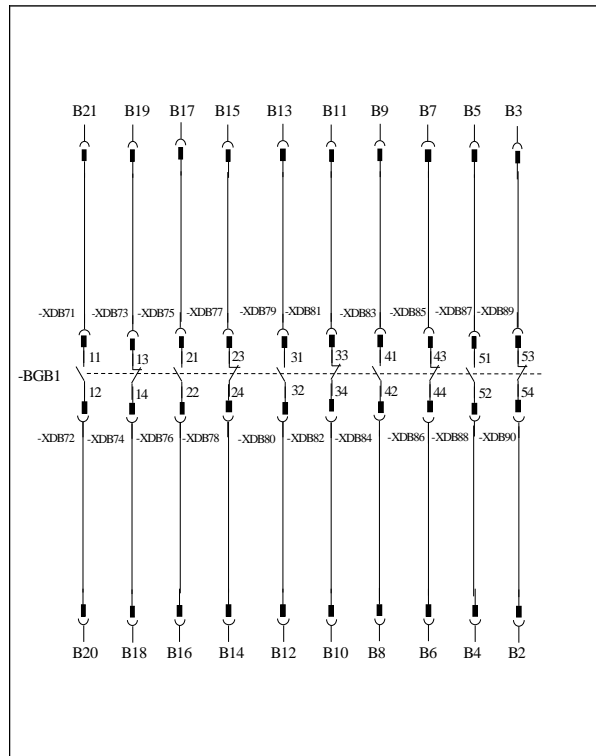 B21 B19 B17 B15 B13 B11 B9 B7 B5 B3
-XDB71 -XDB73 -XDB75 -XDB77 -XDB79 -XDB81 -XDB83 -XDB85 -XDB87 -XDB89
11 13 21 23 31 33 41 43 51 53
-BGB1
12 14 22 24 32 34 42 44 52 54
-XDB72 -XDB74 -XDB76 -XDB78 -XDB80 -XDB82 -XDB84 -XDB86 -XDB88 -XDB90
B20 B18 B16 B14 B12 B10 B8 B6 B4 B2